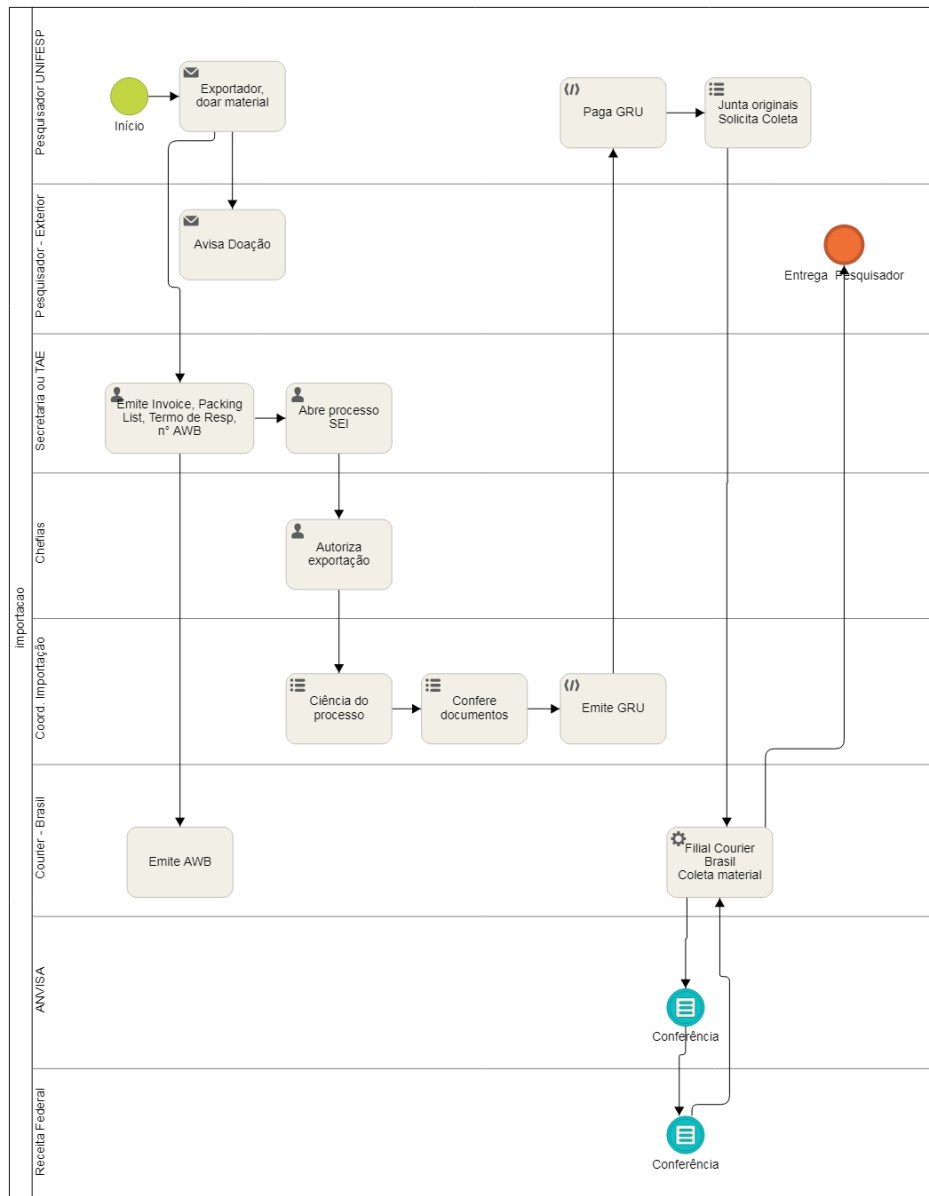 importacao
Pesquisador UNIFESP
Início
Exportador,
doar material
Paga GRU
Junta originais
Solicita Coleta
Pesquisador - Exterior
Avisa Doação
Entrega Pesquisador
Secretaria ou TAE
Emite Invoice, Packing
List, Termo de Resp,
n° AWB
Abre processo
SEI
Chefias
Autoriza
exportação
Coord. Importação
Ciência do
processo
Confere
documentos
Emite GRU
Courier - Brasil
Emite AWB
Filial Courier
Brasil
Coleta material
ANVISA
Conferência
Receita Federal
Conferência